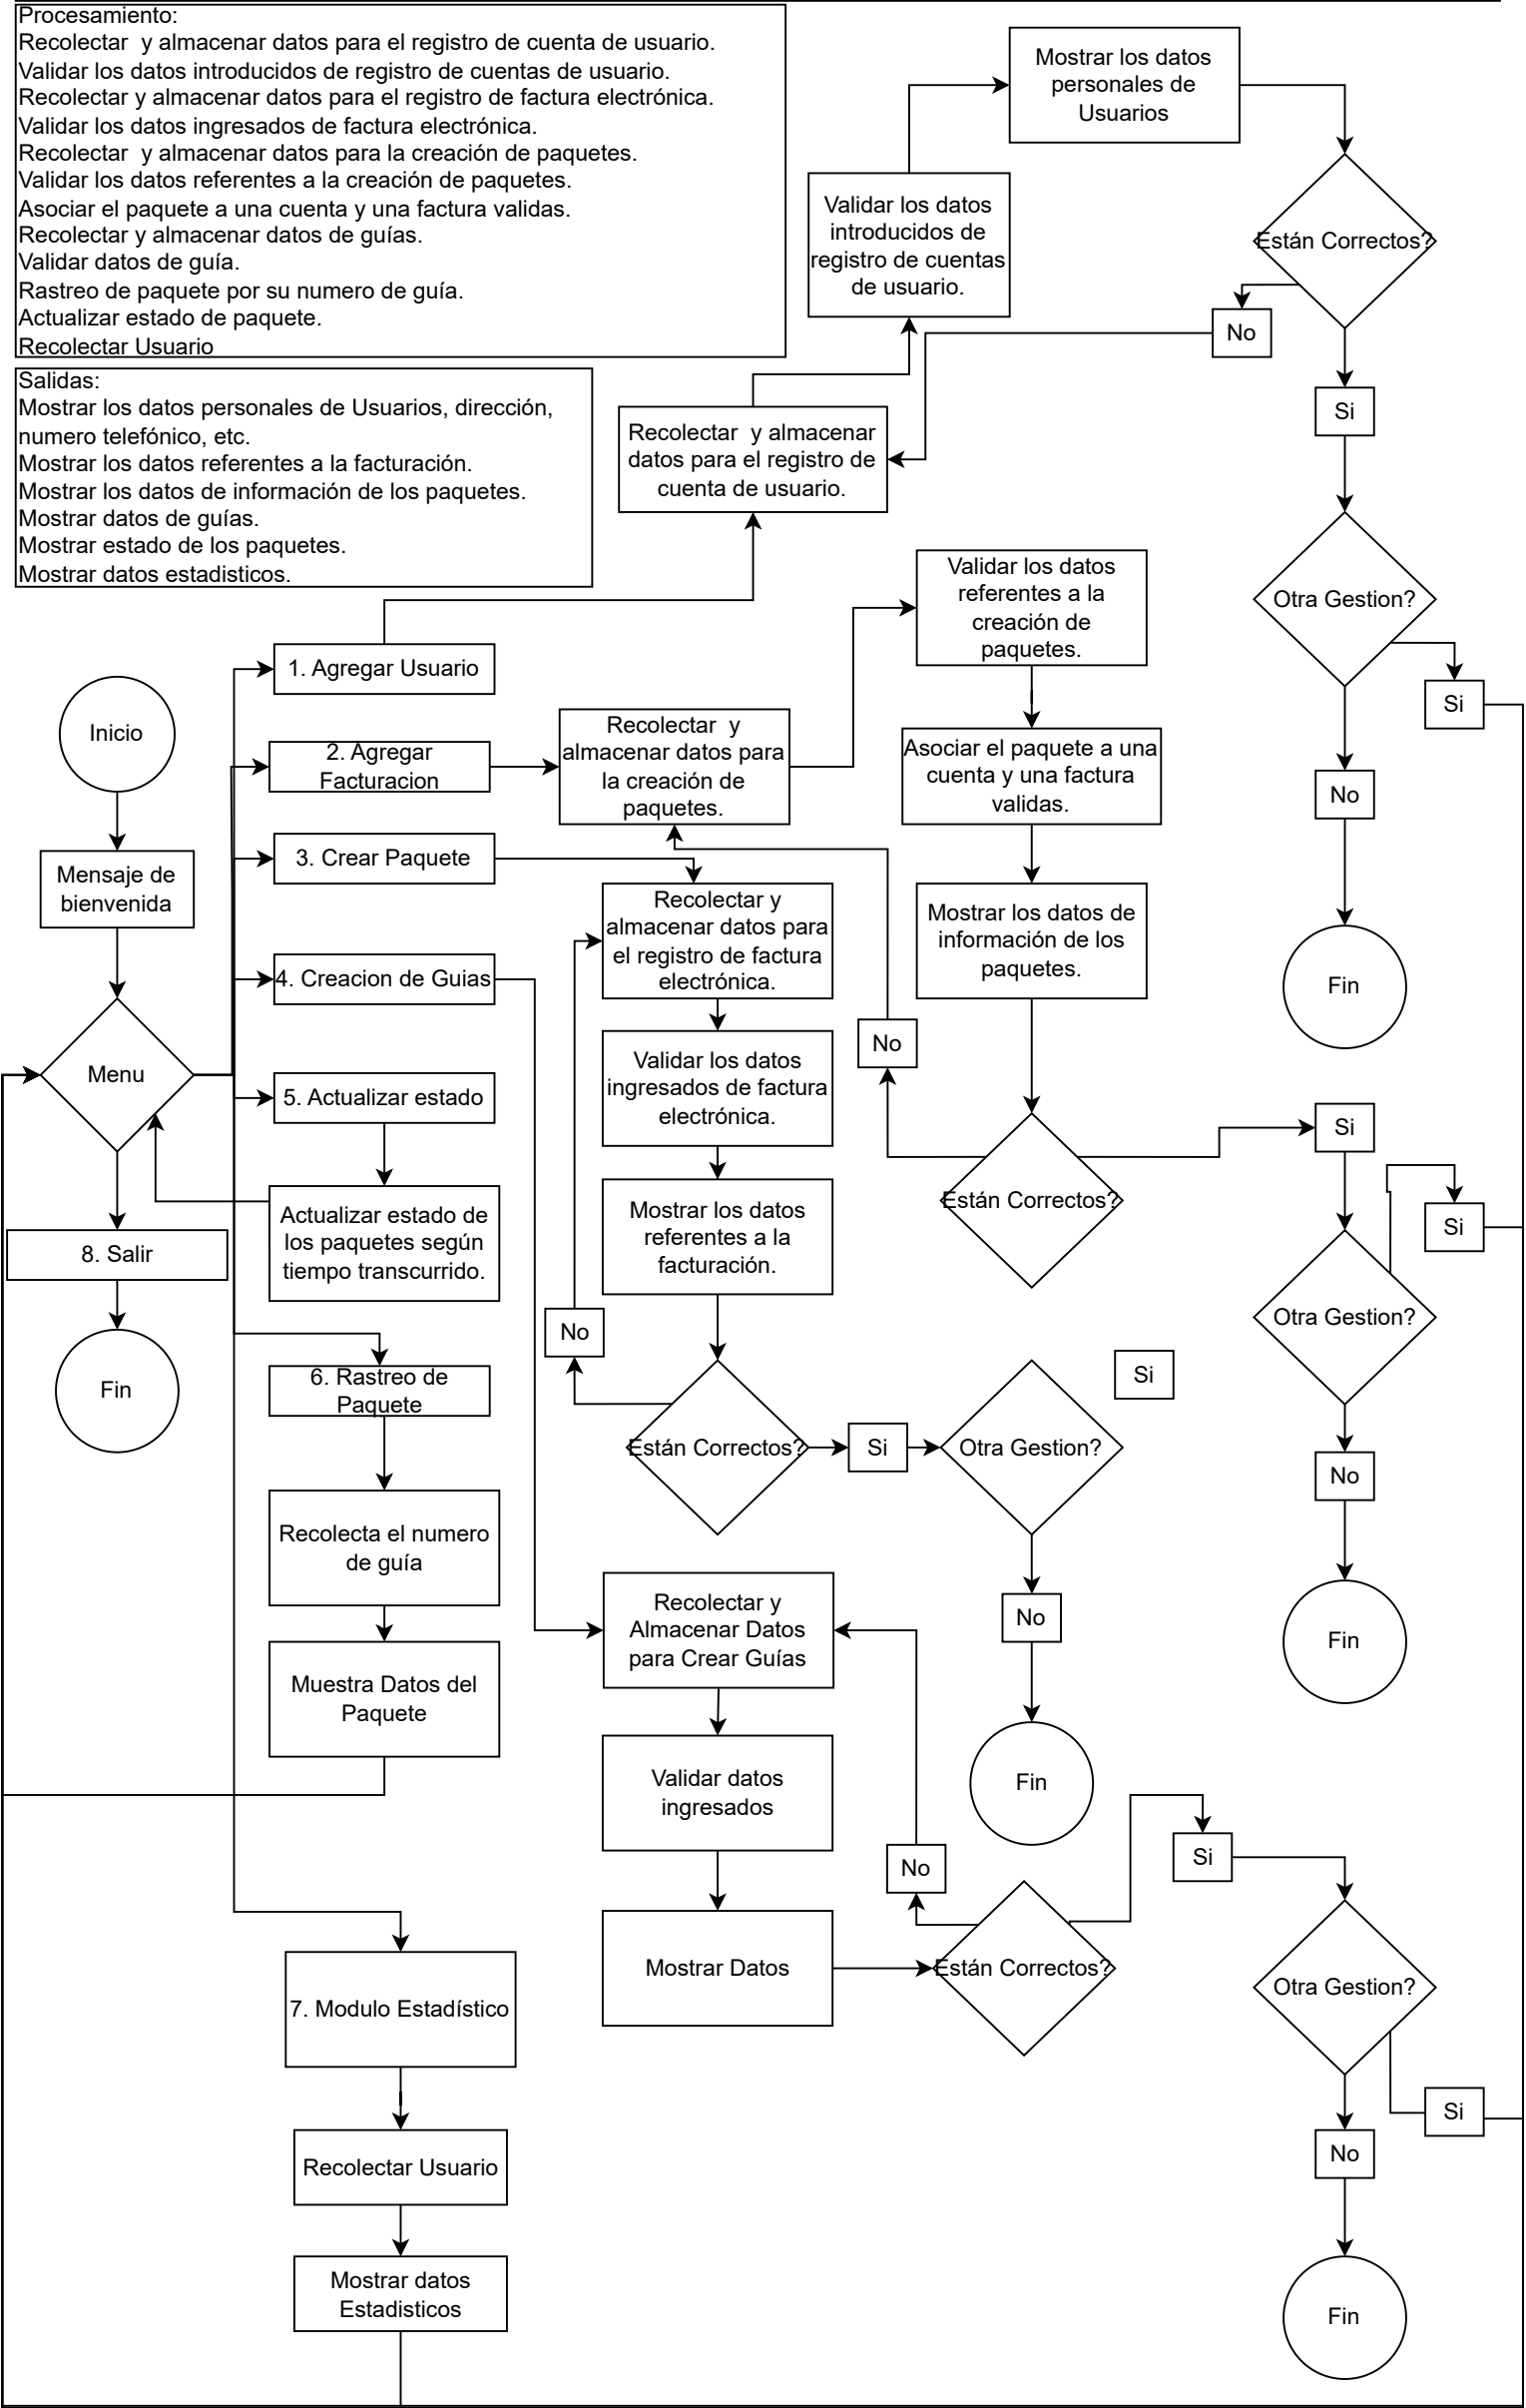 Procesamiento:
Recolectar  y almacenar datos para el registro de cuenta de usuario.
Validar los datos introducidos de registro de cuentas de usuario.
Recolectar y almacenar datos para el registro de factura electrónica.
Validar los datos ingresados de factura electrónica.
Recolectar  y almacenar datos para la creación de paquetes.
Validar los datos referentes a la creación de paquetes.
Asociar el paquete a una cuenta y una factura validas.
Recolectar y almacenar datos de guías.
Validar datos de guía.
Rastreo de paquete por su numero de guía.
Actualizar estado de paquete.
Recolectar Usuario
Salidas:
Mostrar los datos personales de Usuarios, dirección,
numero telefónico, etc.
Mostrar los datos referentes a la facturación.
Mostrar los datos de información de los paquetes.
Mostrar datos de guías.
Mostrar estado de los paquetes.
Mostrar datos estadisticos.
Inicio
Mensaje de
bienvenida
Menu
8. Salir
Fin
1. Agregar Usuario
Recolectar  y almacenar
datos para el registro de
cuenta de usuario.
Validar los datos
introducidos de
registro de cuentas
de usuario.
Mostrar los datos
personales de
Usuarios
Están Correctos?
No
Si
Otra Gestion?
Si
No
Fin
2. Agregar
Facturacion
Recolectar  y
almacenar datos para
la creación de
paquetes.
Validar los datos
referentes a la
creación de
paquetes.
Asociar el paquete a una
cuenta y una factura
validas.
Mostrar los datos de
información de los
paquetes.
No
Están Correctos?
Si
Si
Otra Gestion?
No
Fin
3. Crear Paquete
Recolectar y
almacenar datos para
el registro de factura
electrónica.
Validar los datos
ingresados de factura
electrónica.
Mostrar los datos
referentes a la
facturación.
No
Están Correctos?
Si
Otra Gestion?
Si
No
Fin
4. Creacion de Guias
Recolectar y
Almacenar Datos
para Crear Guías
Validar datos
ingresados
Mostrar Datos
No
Están Correctos?
Si
Otra Gestion?
Si
No
Fin
5. Actualizar estado
Actualizar estado de
los paquetes según
tiempo transcurrido.
6. Rastreo de
Paquete
Recolecta el numero
de guía
Muestra Datos del
Paquete
7. Modulo Estadístico
Recolectar Usuario
Mostrar datos
Estadisticos